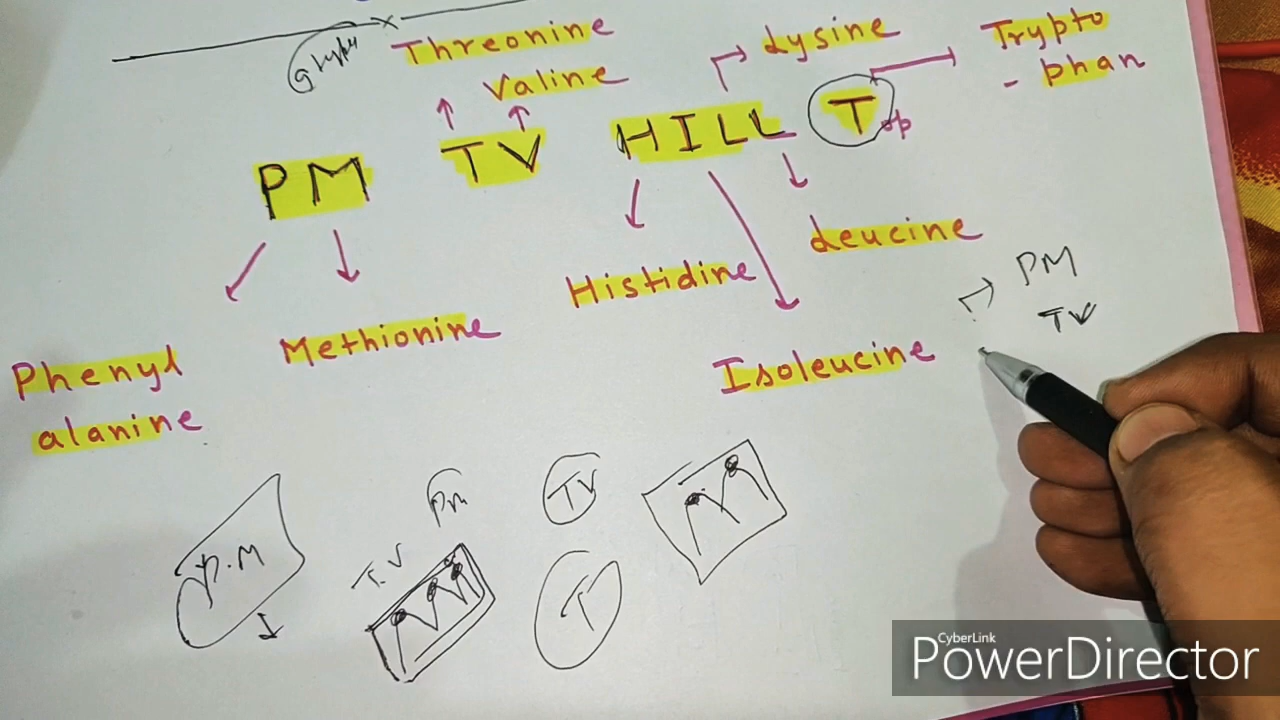 Threonine
Valine
Lysine
Trypto
- phan
PM TV HILL Top
Phenyl
alanine
Methionine
Histidine
Leucine
Isoleucine
PM
TV
P.M
T.V
PM
TV
T
CyberLink
PowerDirector